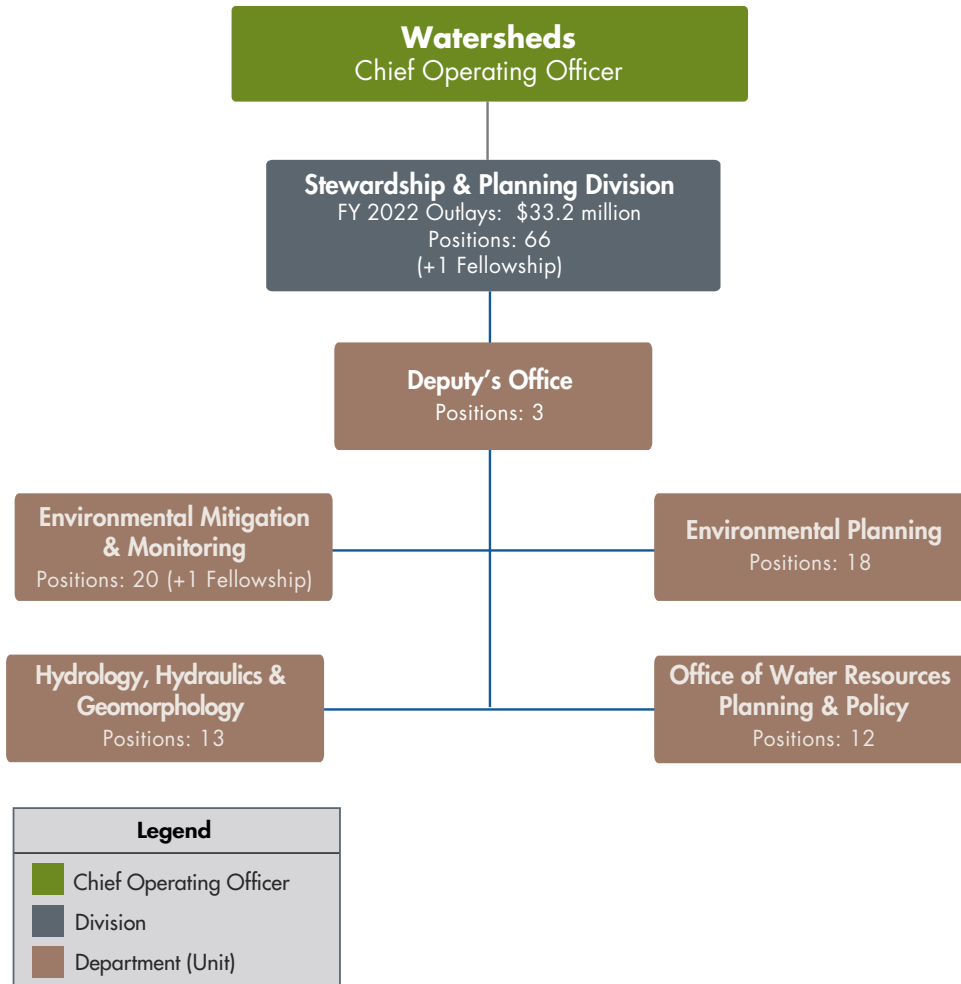 Watersheds
Chief Operating Officer
Stewardship & Planning Division
FY 2022 Outlays: $33.2 million
Positions: 66
(+1 Fellowship)
Deputy’s Office
Positions: 3
Environmental Mitigation
& Monitoring
Positions: 20 (+1 Fellowship)
Environmental Planning
Positions: 18
Hydrology, Hydraulics &
Geomorphology
Positions: 13
Office of Water Resources
Planning & Policy
Positions: 12
Legend
Chief Operating Officer
Division
Department (Unit)